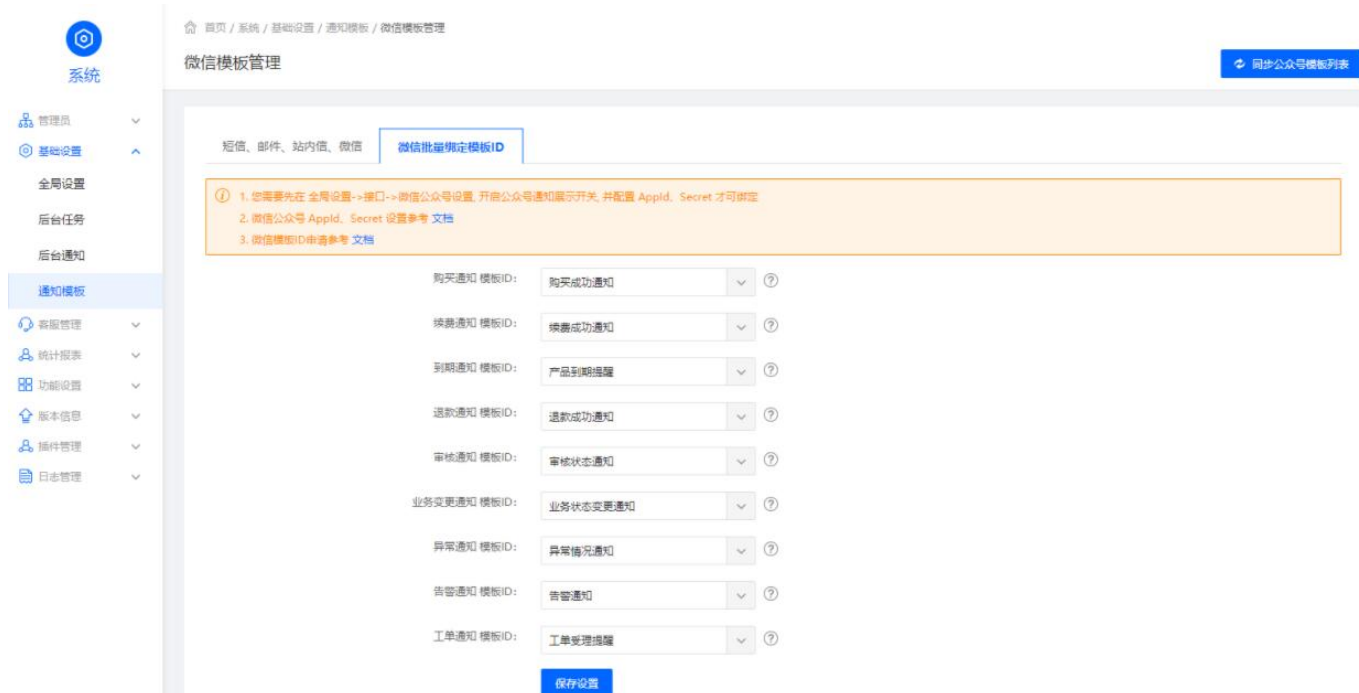 首页 / 系统 / 基础设置 / 通知模板 / 微信模板管理
微信模板管理
同步公众号模板列表
系统
管理员
基础设置
全局设置
后台任务
后台通知
通知模板
客服管理
统计报表
功能设置
版本信息
插件管理
日志管理
短信、邮件、站内信、微信
微信批量绑定模板ID
1. 您需要先在 全局设置->接口->微信公众号设置, 开启公众号通知展示开关, 并配置 AppId、Secret 才可绑定
2. 微信公众号 AppId、Secret 设置参考 文档
3. 微信模板ID申请参考 文档
购买通知 模板ID: 购买成功通知
续费通知 模板ID: 续费成功通知
到期通知 模板ID: 产品到期提醒
退款通知 模板ID: 退款成功通知
审核通知 模板ID: 审核状态通知
业务变更通知 模板ID: 业务状态变更通知
异常通知 模板ID: 异常情况通知
告警通知 模板ID: 告警通知
工单通知 模板ID: 工单受理提醒
保存设置